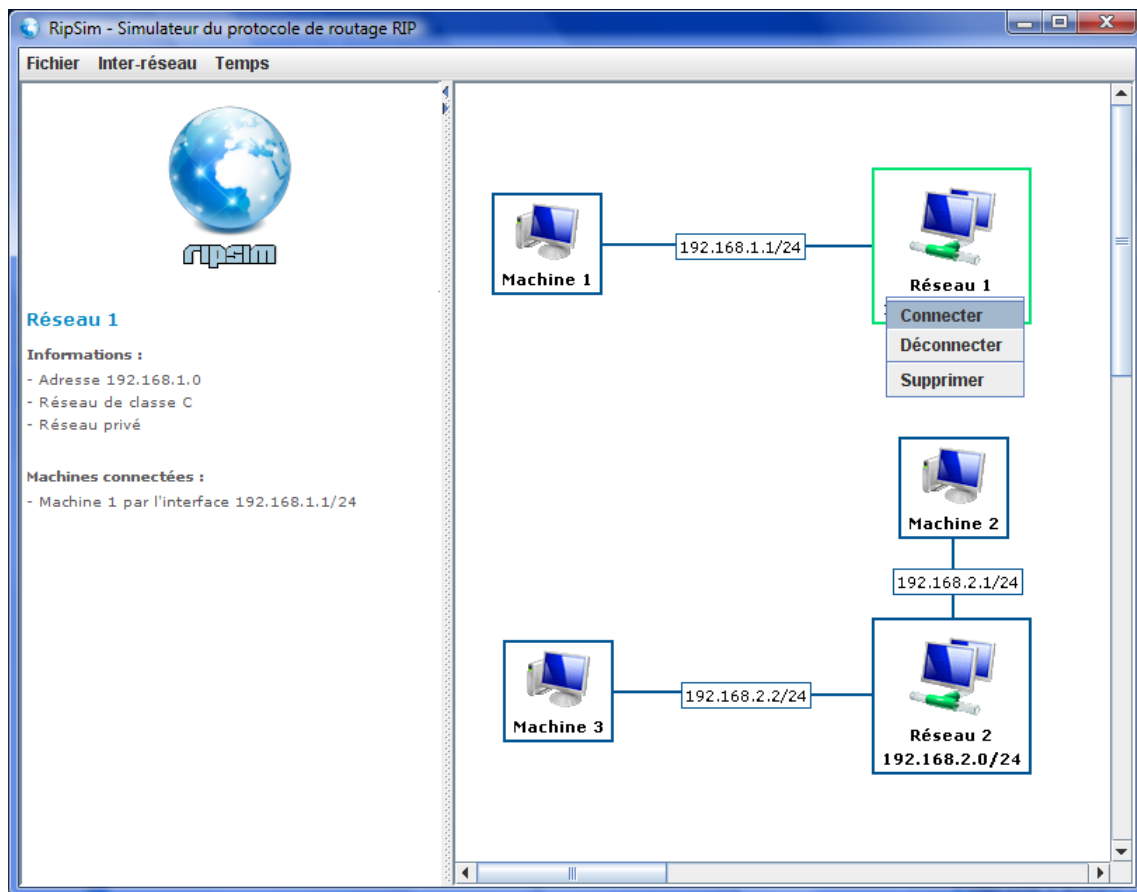 RipSim - Simulateur du protocole de routage RIP
Fichier Inter-réseau Temps
ripsim
Réseau 1
Informations :
- Adresse 192.168.1.0
- Réseau de classe C
- Réseau privé
Machines connectées :
- Machine 1 par l'interface 192.168.1.1/24
Machine 1
192.168.1.1/24
Réseau 1
Connecter
Déconnecter
Supprimer
Machine 2
192.168.2.1/24
Machine 3
192.168.2.2/24
Réseau 2
192.168.2.0/24